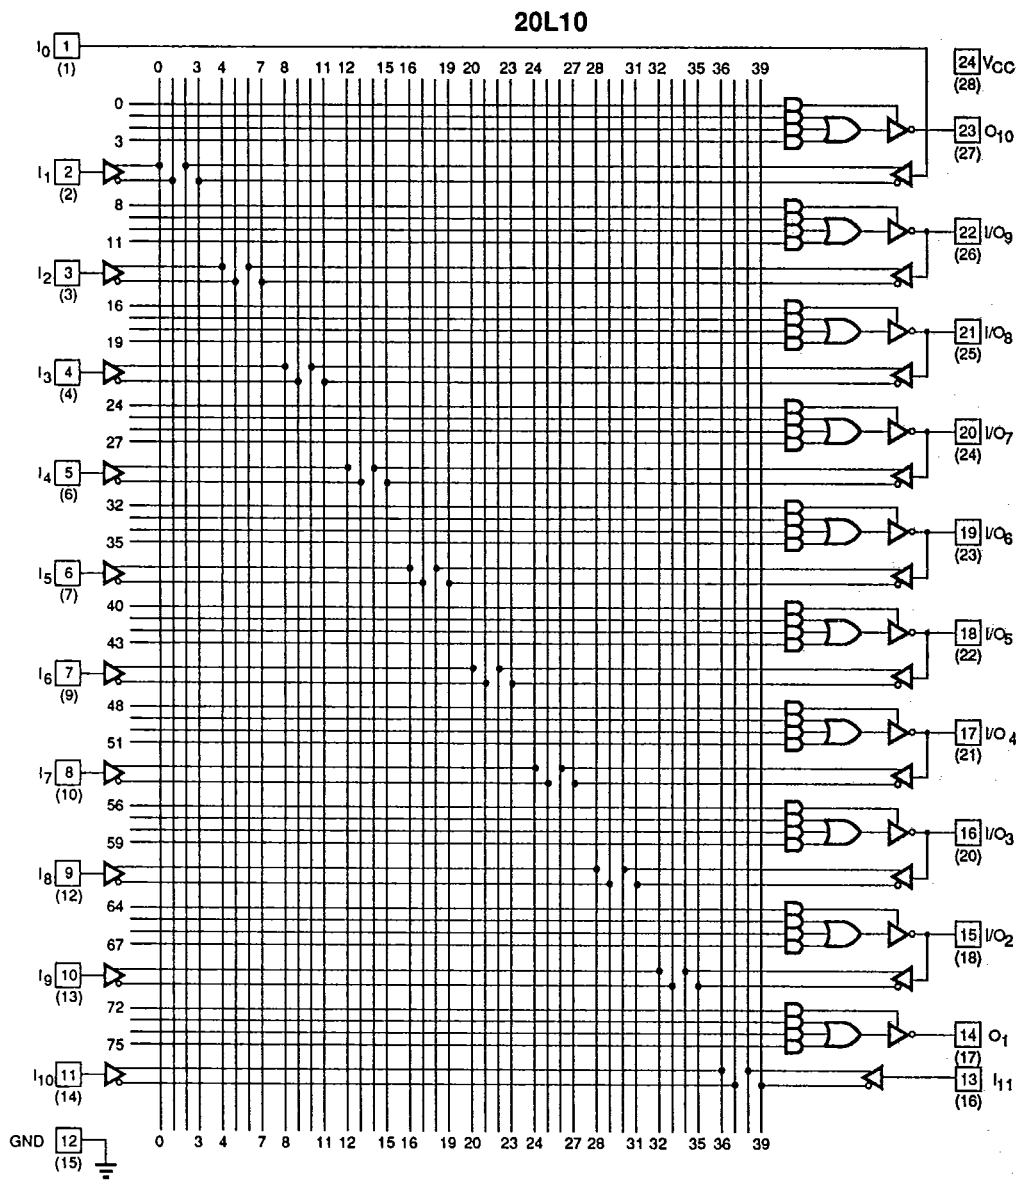 20L10
I0 1
(1)
0 3 4 7 8 11 12 15 16 19 20 23 24 27 28 31 32 35 36 39
24 VCC
(28)
0
3
23 O10
(27)
I1 2
(2)
8
11
22 I/O9
(26)
I2 3
(3)
16
19
21 I/O8
(25)
I3 4
(4)
24
27
20 I/O7
(24)
I4 5
(6)
32
35
19 I/O6
(23)
I5 6
(7)
40
43
18 I/O5
(22)
I6 7
(9)
48
51
17 I/O4
(21)
I7 8
(10)
56
59
16 I/O3
(20)
I8 9
(12)
64
67
15 I/O2
(18)
I9 10
(13)
72
75
14 O1
(17)
I10 11
(14)
13 I11
(16)
GND 12
(15)
0 3 4 7 8 11 12 15 16 19 20 23 24 27 28 31 32 35 36 39